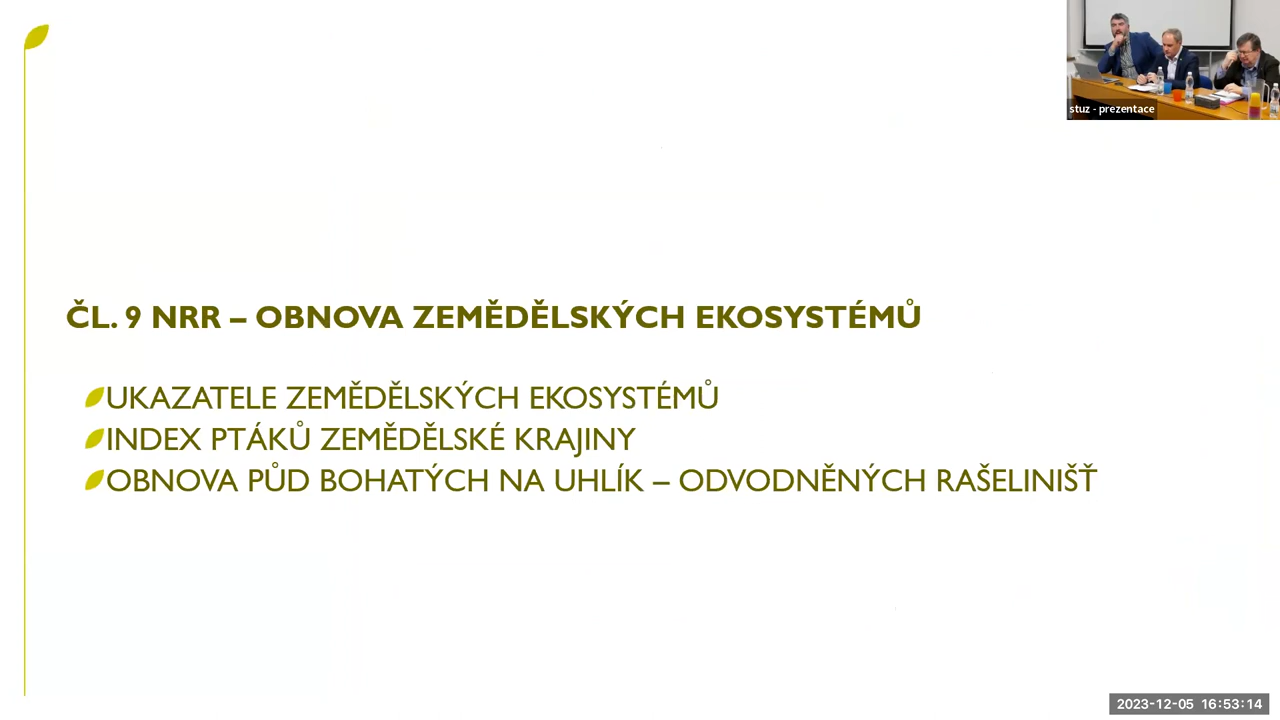 stuz - prezentace
ČL. 9 NRR – OBNOVA ZEMĚDĚLSKÝCH EKOSYSTÉMŮ
UKAZATELE ZEMĚDĚLSKÝCH EKOSYSTÉMŮ
INDEX PTÁKŮ ZEMĚDĚLSKÉ KRAJINY
OBNOVA PŮD BOHATÝCH NA UHLÍK – ODVODNĚNÝCH RAŠELINIŠŤ
2023-12-05 16:53:14